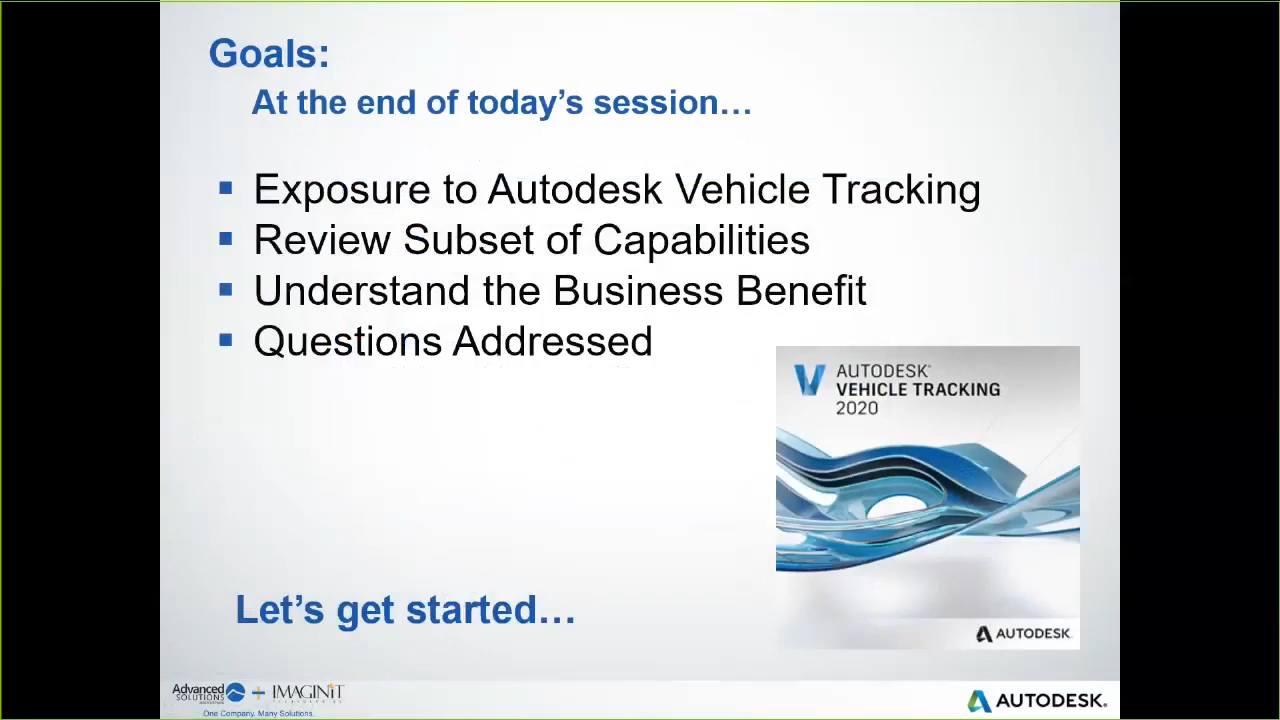 Goals:
At the end of today's session…
▪ Exposure to Autodesk Vehicle Tracking
▪ Review Subset of Capabilities
▪ Understand the Business Benefit
▪ Questions Addressed
AUTODESK®
VEHICLE TRACKING
2020
AUTODESK
Let's get started…
Advanced
SOLUTIONS
+ IMAGINiT
One Company. Many Solutions.
AUTODESK.